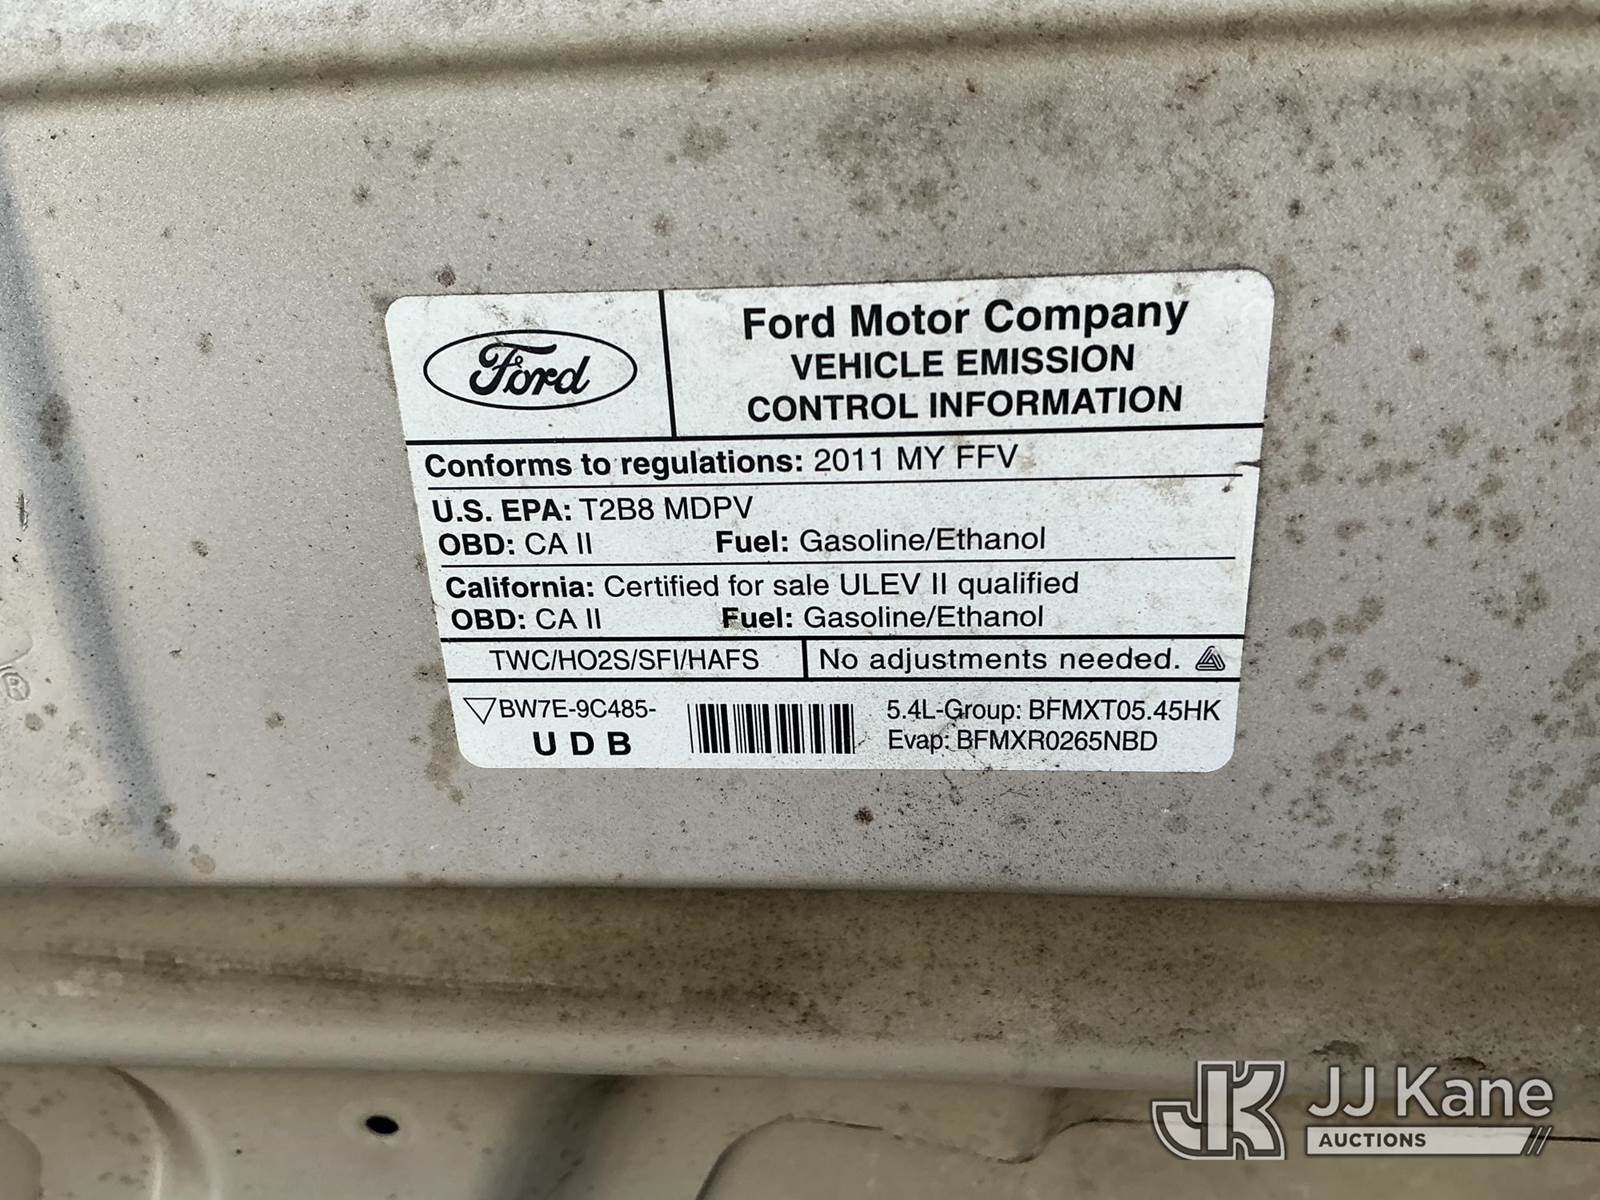 Ford
Ford Motor Company
VEHICLE EMISSION
CONTROL INFORMATION
Conforms to regulations: 2011 MY FFV
U.S. EPA: T2B8 MDPV
OBD: CA II Fuel: Gasoline/Ethanol
California: Certified for sale ULEV II qualified
OBD: CA II Fuel: Gasoline/Ethanol
TWC/HO2S/SFI/HAFS No adjustments needed.
BW7E-9C485-
U D B
5.4L-Group: BFMXT05.45HK
Evap: BFMXR0265NBD
®
JK JJ Kane
AUCTIONS